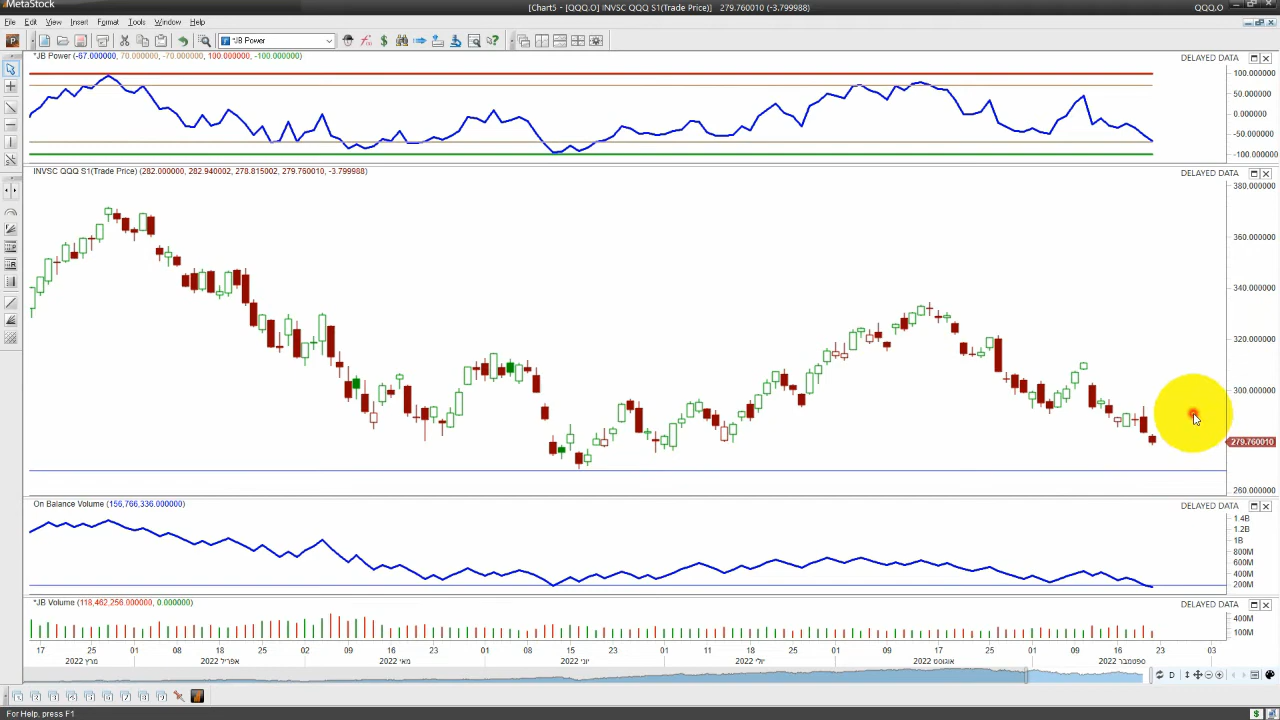 MetaStock
[Chart5 - [QQQ.O] INVSC QQQ S1(Trade Price)   279.760010 (-3.799988)]
QQQ.O
File Edit View Insert Format Tools Window Help
*JB Power
*JB Power (-67.000000, 70.000000, -70.000000, 100.000000, -100.000000)
DELAYED DATA
100.000000
50.000000
0.000000
-50.000000
-100.000000
INVSC QQQ S1(Trade Price) (282.000000, 282.940002, 278.815002, 279.760010, -3.799988)
DELAYED DATA
380.000000
360.000000
340.000000
320.000000
300.000000
279.760010
260.000000
On Balance Volume (156,766,336.000000)
DELAYED DATA
1.4B
1.2B
1B
800M
600M
400M
200M
*JB Volume (118,462,256.000000, 0.000000)
DELAYED DATA
400M
100M
17 25 01 08 18 25 02 09 16 23 01 08 15 22 01 11 18 25 01 09 17 25 01 09 16 23 03
מרץ 2022 אפריל 2022 מאי 2022 יוני 2022 יולי 2022 אוגוסט 2022 ספטמבר 2022
D
For Help, press F1